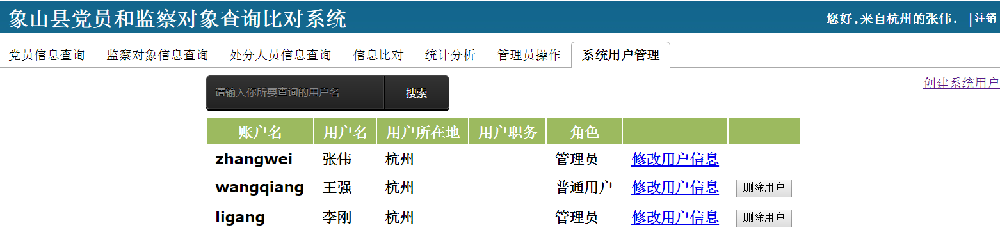 象山县党员和监察对象查询比对系统 您好,来自杭州的张伟. |注销
党员信息查询 监察对象信息查询 处分人员信息查询 信息比对 统计分析 管理员操作 系统用户管理
创建系统用户
请输入你所要查询的用户名 搜索
账户名 用户名 用户所在地 用户职务 角色
zhangwei 张伟 杭州 管理员 修改用户信息
wangqiang 王强 杭州 普通用户 修改用户信息 删除用户
ligang 李刚 杭州 管理员 修改用户信息 删除用户